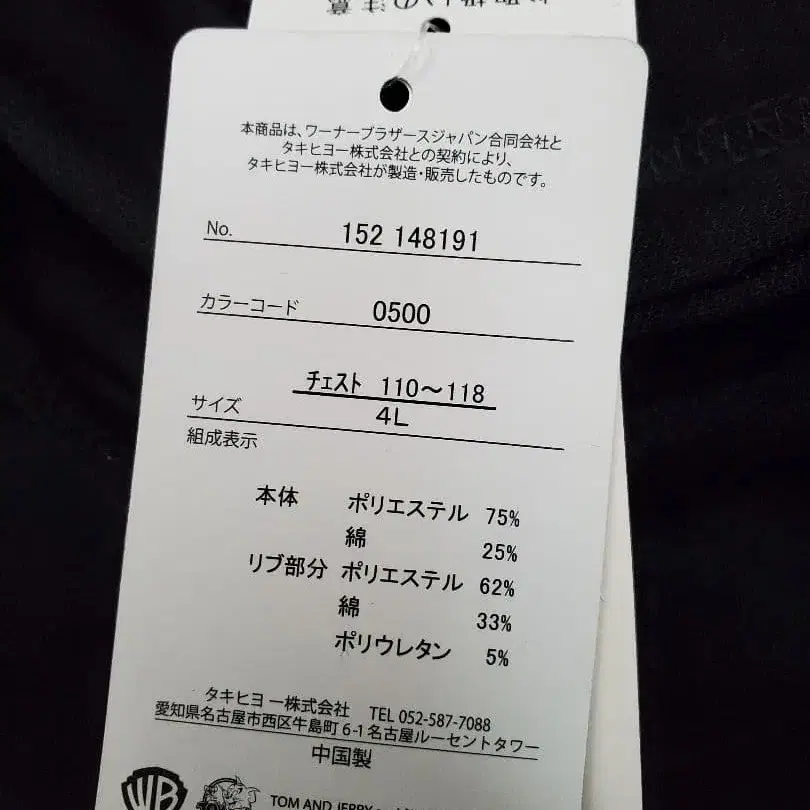 お取扱いの注意
本商品は、ワーナーブラザースジャパン合同会社と
タキヒヨー株式会社との契約により、
タキヒヨー株式会社が製造・販売したものです。
No. 152 148191
カラーコード 0500
チェスト 110～118
サイズ 4L
組成表示
本体 ポリエステル 75%
綿 25%
リブ部分 ポリエステル 62%
綿 33%
ポリウレタン 5%
タキヒヨー株式会社 TEL 052-587-7088
愛知県名古屋市西区牛島町6-1名古屋ルーセントタワー
中国製
WB TOM AND JERRY